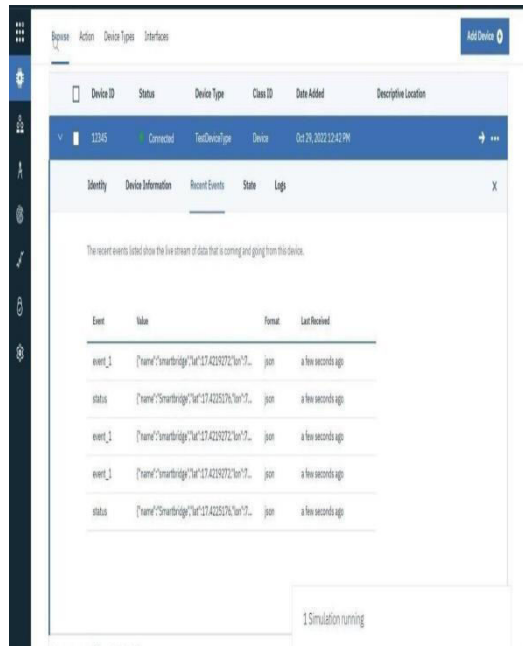 Browse Action Device Types Interfaces
Add Device
Device ID Status Device Type Class ID Date Added Descriptive Location
12345 Connected TestDeviceType Device Oct 29, 2022 12:42 PM
Identity Device Information Recent Events State Logs X
The recent events listed show the live stream of data that is coming and going from this device.
Event Value Format Last Received
event_1 {"name":"smartbridge","lat":17.4219272,"lon":7... json a few seconds ago
status {"name":"Smartbridge","lat":17.4225176,"lon":7... json a few seconds ago
event_1 {"name":"smartbridge","lat":17.4219272,"lon":7... json a few seconds ago
event_1 {"name":"smartbridge","lat":17.4219272,"lon":7... json a few seconds ago
status {"name":"Smartbridge","lat":17.4225176,"lon":7... json a few seconds ago
1 Simulation running